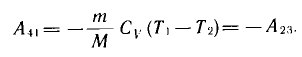 A₄₁ = − m/M C_V (T₁ − T₂) = − A₂₃.